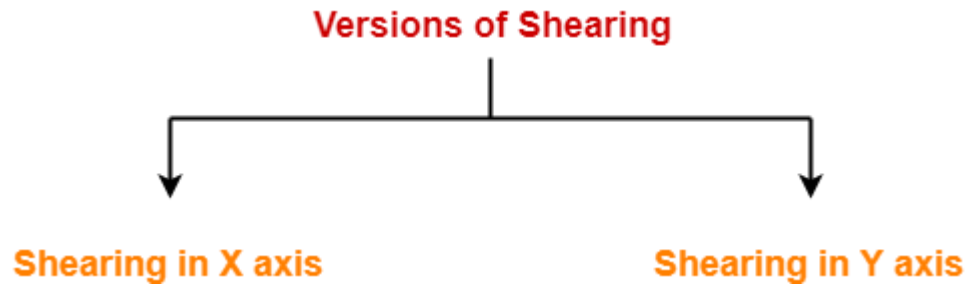 Versions of Shearing
Shearing in X axis
Shearing in Y axis